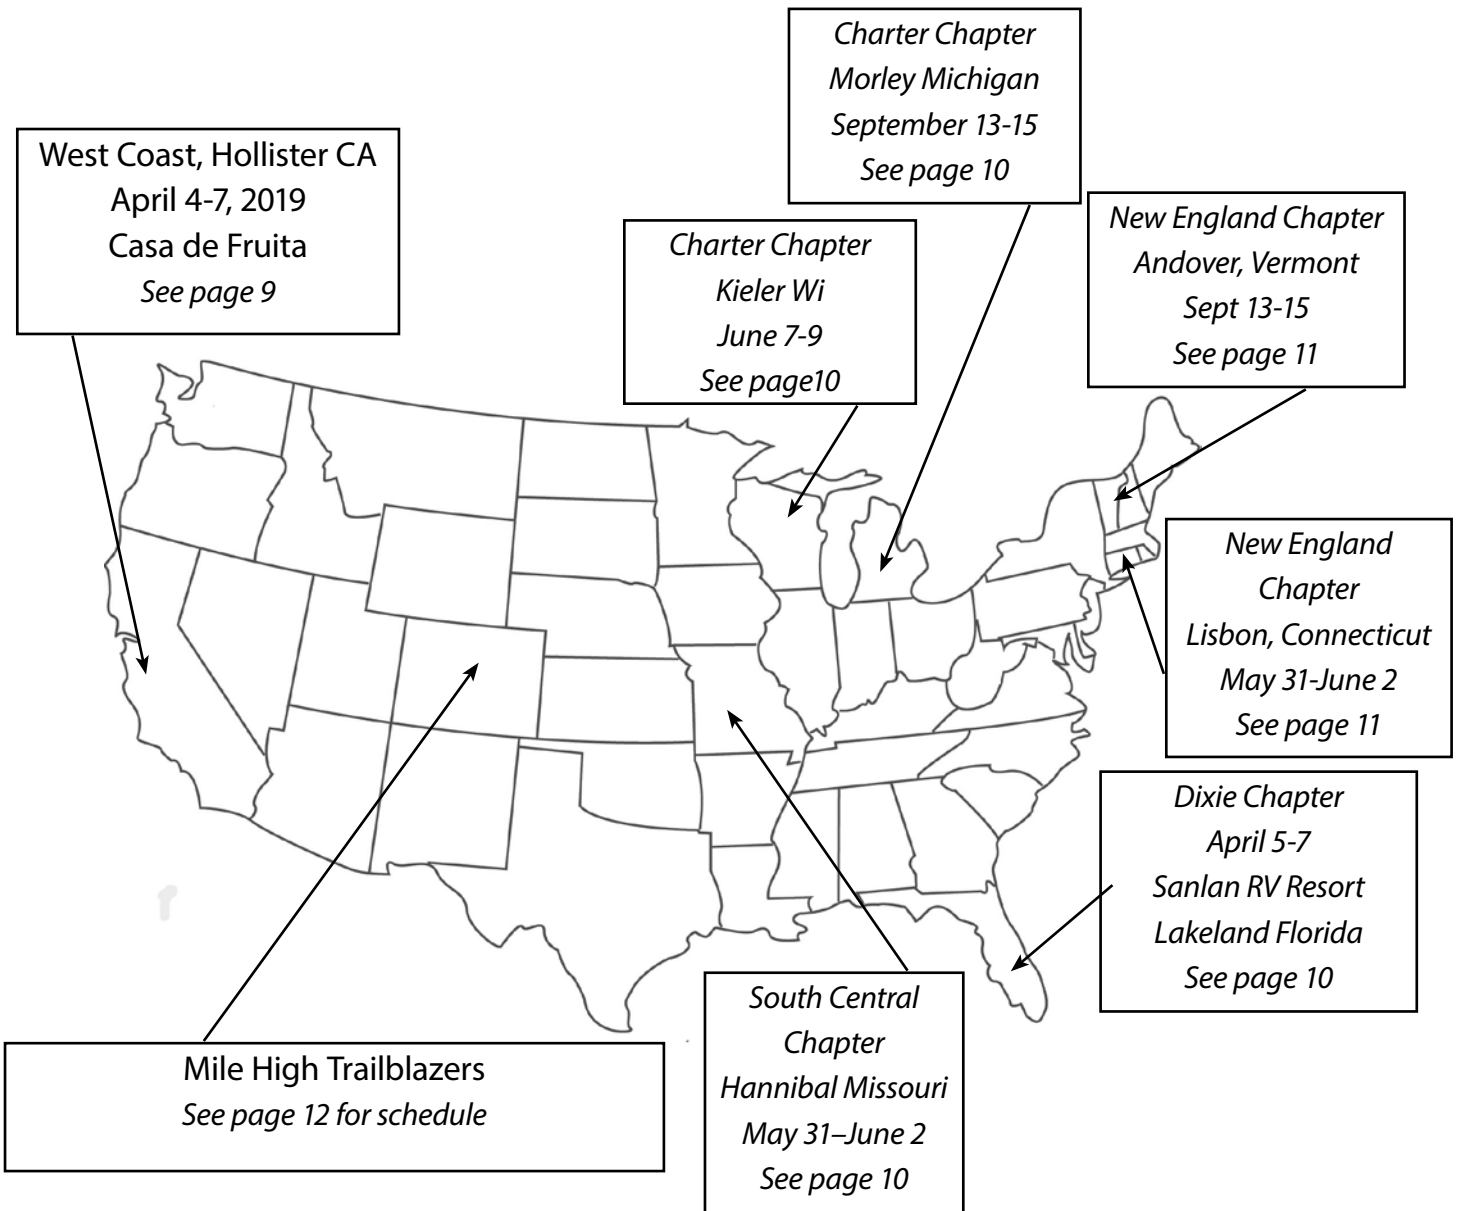 Charter Chapter
Morley Michigan
September 13-15
See page 10
West Coast, Hollister CA
April 4-7, 2019
Casa de Fruita
See page 9
New England Chapter
Andover, Vermont
Sept 13-15
See page 11
Charter Chapter
Kieler Wi
June 7-9
See page10
New England
Chapter
Lisbon, Connecticut
May 31-June 2
See page 11
Dixie Chapter
April 5-7
Sanlan RV Resort
Lakeland Florida
See page 10
South Central
Chapter
Hannibal Missouri
May 31–June 2
See page 10
Mile High Trailblazers
See page 12 for schedule